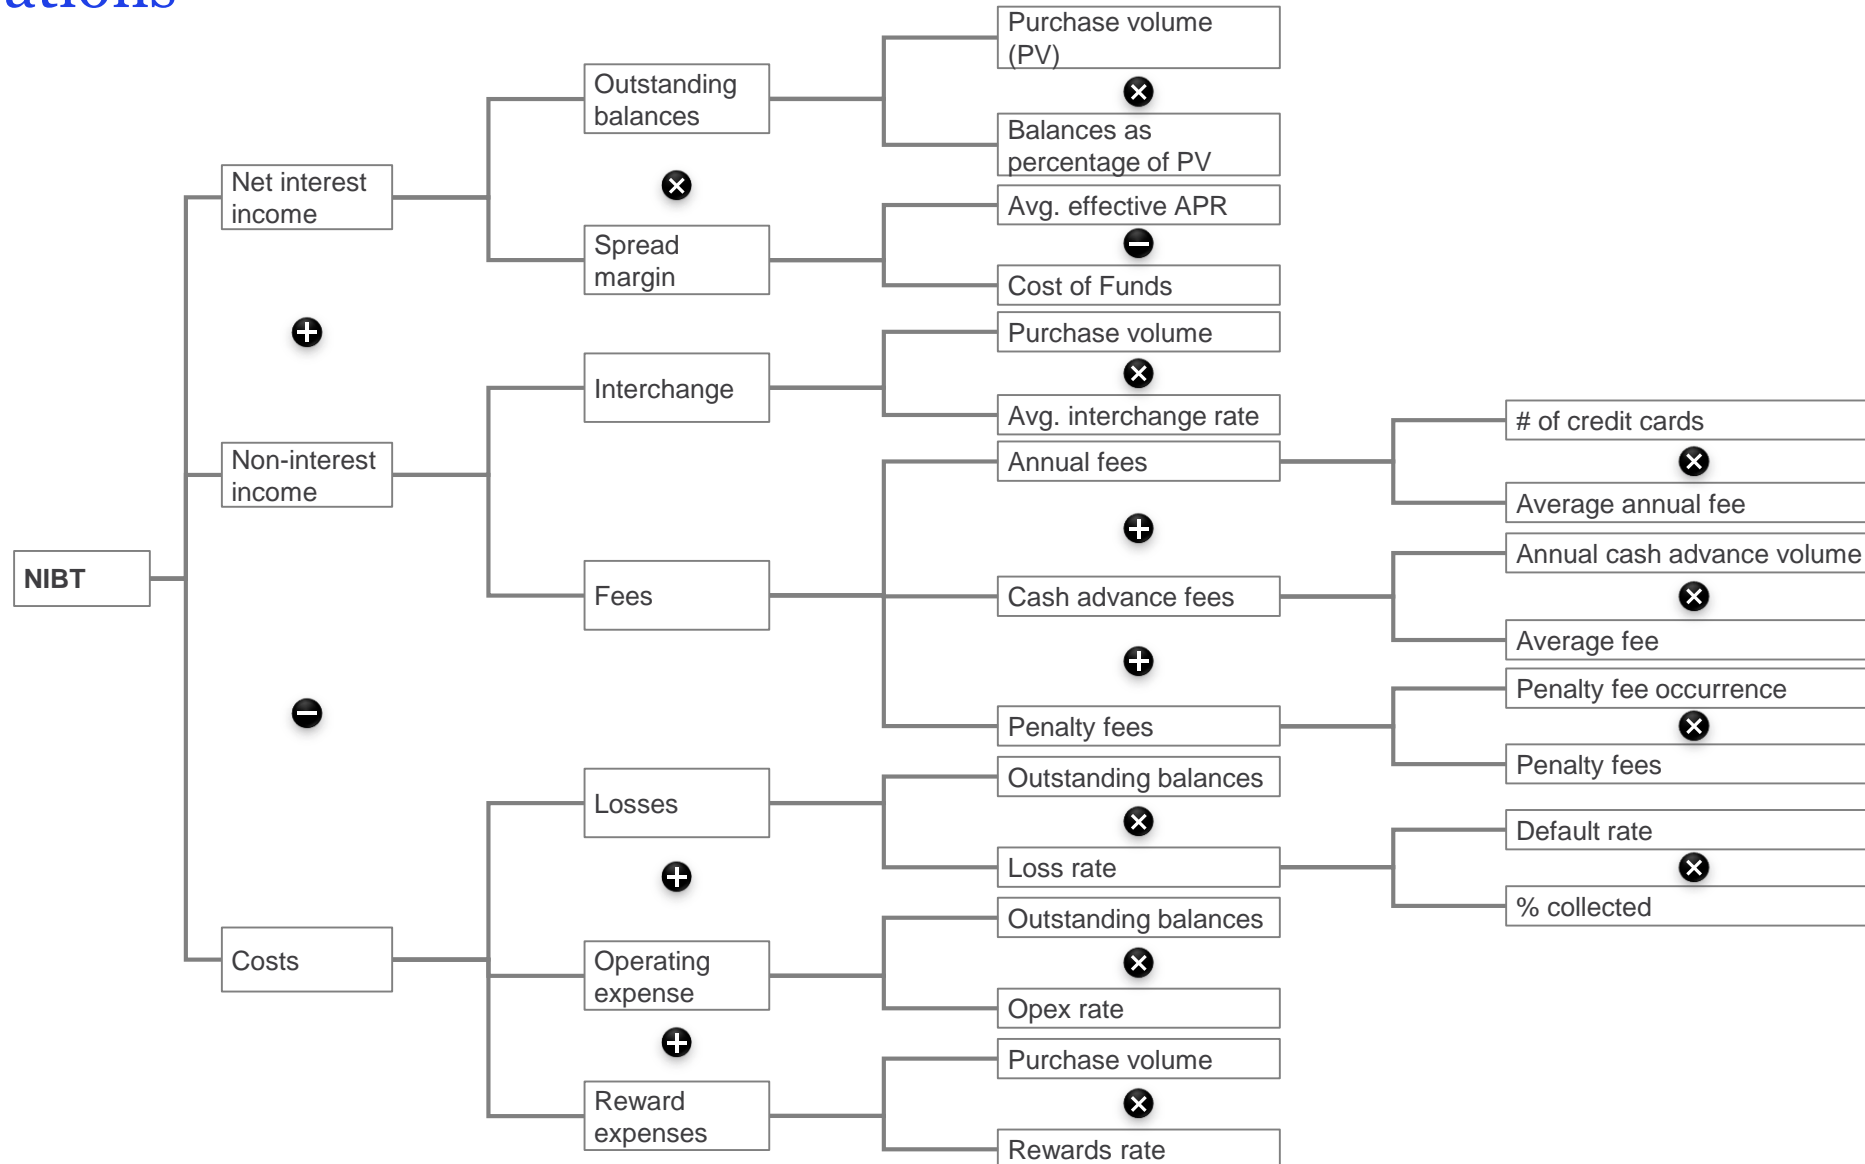 Purchase volume
(PV)
Outstanding
balances
Balances as
percentage of PV
Net interest
income
Avg. effective APR
Spread
margin
Cost of Funds
Purchase volume
Interchange
Avg. interchange rate
# of credit cards
Non-interest
income
Annual fees
Average annual fee
Annual cash advance volume
NIBT
Fees
Cash advance fees
Average fee
Penalty fee occurrence
Penalty fees
Penalty fees
Outstanding balances
Losses
Default rate
Loss rate
% collected
Outstanding balances
Costs
Operating
expense
Opex rate
Purchase volume
Reward
expenses
Rewards rate